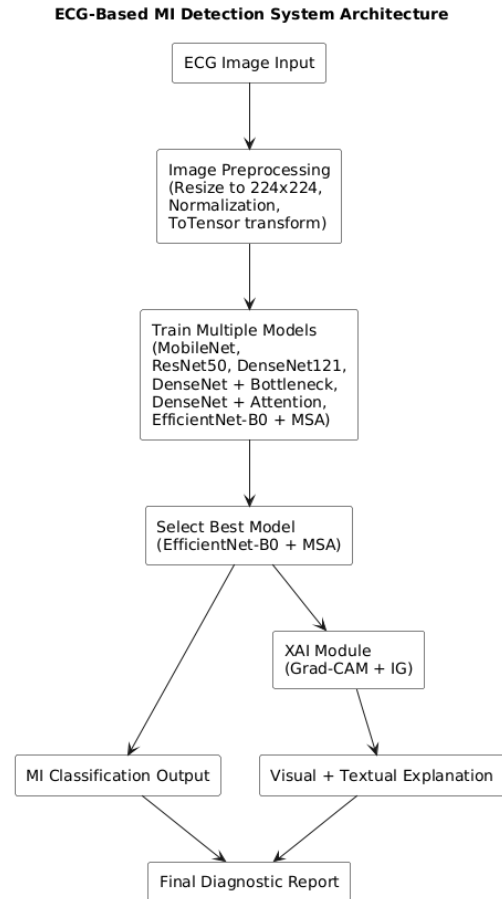 ECG-Based MI Detection System Architecture
ECG Image Input
Image Preprocessing
(Resize to 224x224,
Normalization,
ToTensor transform)
Train Multiple Models
(MobileNet,
ResNet50, DenseNet121,
DenseNet + Bottleneck,
DenseNet + Attention,
EfficientNet-B0 + MSA)
Select Best Model
(EfficientNet-B0 + MSA)
XAI Module
(Grad-CAM + IG)
MI Classification Output
Visual + Textual Explanation
Final Diagnostic Report